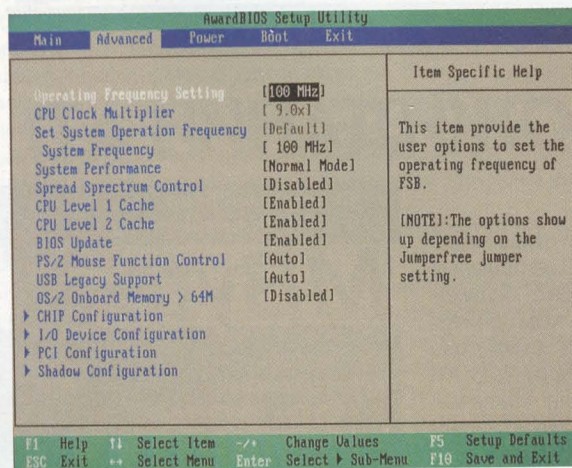 AwardBIOS Setup Utility
Main Advanced Power Boot Exit
Operating Frequency Setting [100 MHz]
CPU Clock Multiplier [ 9.0x]
Set System Operation Frequency [Default]
System Frequency [ 100 MHz]
System Performance [Normal Mode]
Spread Spectrum Control [Disabled]
CPU Level 1 Cache [Enabled]
CPU Level 2 Cache [Enabled]
BIOS Update [Enabled]
PS/2 Mouse Function Control [Auto]
USB Legacy Support [Auto]
OS/2 Onboard Memory > 64M [Disabled]
CHIP Configuration
I/O Device Configuration
PCI Configuration
Shadow Configuration
Item Specific Help
This item provide the
user options to set the
operating frequency of
FSB.
[NOTE]:The options show
up depending on the
Jumperfree jumper
setting.
F1 Help ↑↓ Select Item -/+ Change Values F5 Setup Defaults
ESC Exit ↔ Select Menu Enter Select ▶ Sub-Menu F10 Save and Exit